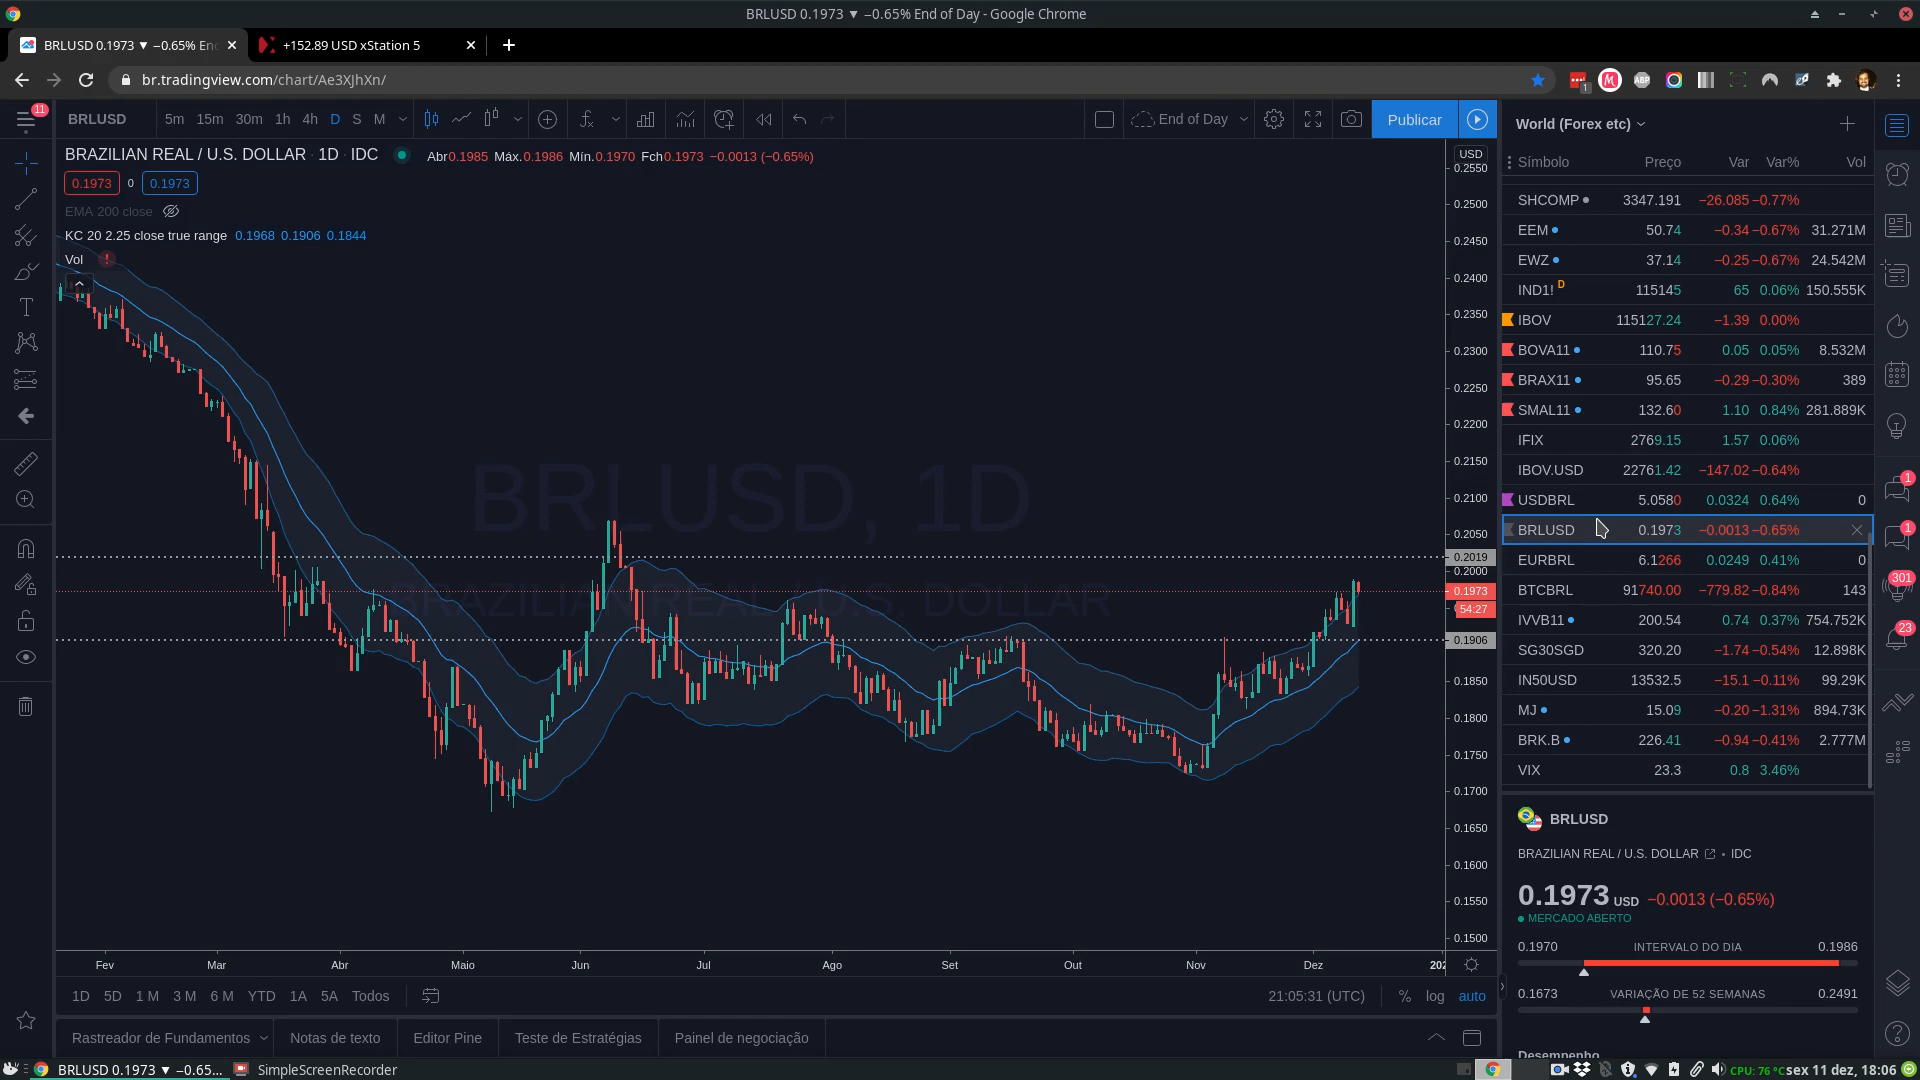 BRLUSD 0.1973 ▼ −0.65% End of Day - Google Chrome
BRLUSD 0.1973 ▼ −0.65% En
+152.89 USD xStation 5
br.tradingview.com/chart/Ae3XJhXn/
11
BRLUSD 5m 15m 30m 1h 4h D S M
End of Day
Publicar
BRAZILIAN REAL / U.S. DOLLAR · 1D · IDC
Abr0.1985 Máx.0.1986 Mín.0.1970 Fch0.1973 −0.0013 (−0.65%)
0.1973 0 0.1973
EMA 200 close
KC 20 2.25 close true range 0.1968 0.1906 0.1844
Vol !
BRLUSD, 1D
BRAZILIAN REAL / U.S. DOLLAR
USD
0.2550
0.2500
0.2450
0.2400
0.2350
0.2300
0.2250
0.2200
0.2150
0.2100
0.2050
0.2019
0.2000
0.1973
54:27
0.1906
0.1850
0.1800
0.1750
0.1700
0.1650
0.1600
0.1550
0.1500
Fev Mar Abr Maio Jun Jul Ago Set Out Nov Dez 202
1D 5D 1 M 3 M 6 M YTD 1A 5A Todos
21:05:31 (UTC) % log auto
Rastreador de Fundamentos Notas de texto Editor Pine Teste de Estratégias Painel de negociação
World (Forex etc)
Símbolo Preço Var Var% Vol
SHCOMP 3347.191 −26.085 −0.77%
EEM 50.74 −0.34 −0.67% 31.271M
EWZ 37.14 −0.25 −0.67% 24.542M
IND1! D 115145 65 0.06% 150.555K
IBOV 115127.24 −1.39 0.00%
BOVA11 110.75 0.05 0.05% 8.532M
BRAX11 95.65 −0.29 −0.30% 389
SMAL11 132.60 1.10 0.84% 281.889K
IFIX 2769.15 1.57 0.06%
IBOV.USD 22761.42 −147.02 −0.64%
USDBRL 5.0580 0.0324 0.64% 0
BRLUSD 0.1973 −0.0013 −0.65%
EURBRL 6.1266 0.0249 0.41% 0
BTCBRL 91740.00 −779.82 −0.84% 143
IVVB11 200.54 0.74 0.37% 754.752K
SG30SGD 320.20 −1.74 −0.54% 12.898K
IN50USD 13532.5 −15.1 −0.11% 99.29K
MJ 15.09 −0.20 −1.31% 894.73K
BRK.B 226.41 −0.94 −0.41% 2.777M
VIX 23.3 0.8 3.46%
BRLUSD
BRAZILIAN REAL / U.S. DOLLAR • IDC
0.1973 USD −0.0013 (−0.65%)
MERCADO ABERTO
0.1970 INTERVALO DO DIA 0.1986
0.1673 VARIAÇÃO DE 52 SEMANAS 0.2491
Desempenho
1
1
301
23
BRLUSD 0.1973 ▼ −0.65... SimpleScreenRecorder
CPU: 76 °C sex 11 dez, 18:06